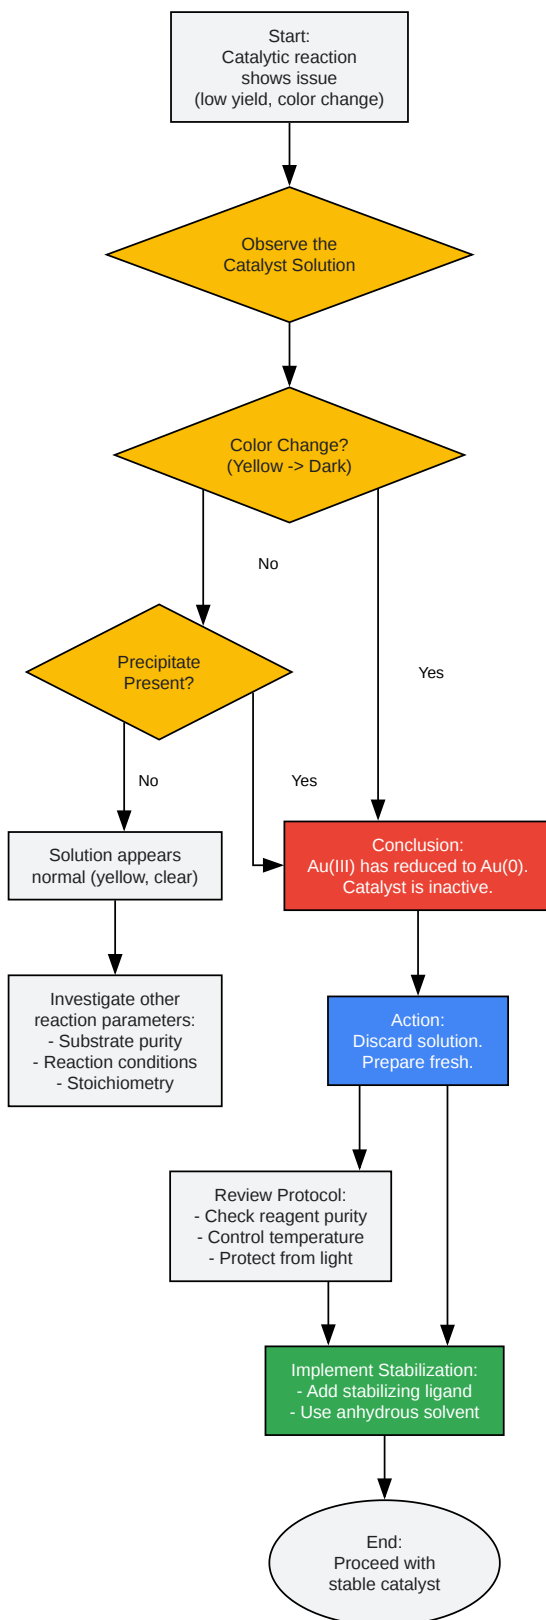 Start:
Catalytic reaction
shows issue
(low yield, color change)
Observe the
Catalyst Solution
Color Change?
(Yellow -> Dark)
No
Yes
Precipitate
Present?
No
Yes
Solution appears
normal (yellow, clear)
Conclusion:
Au(III) has reduced to Au(0).
Catalyst is inactive.
Investigate other
reaction parameters:
- Substrate purity
- Reaction conditions
- Stoichiometry
Action:
Discard solution.
Prepare fresh.
Review Protocol:
- Check reagent purity
- Control temperature
- Protect from light
Implement Stabilization:
- Add stabilizing ligand
- Use anhydrous solvent
End:
Proceed with
stable catalyst